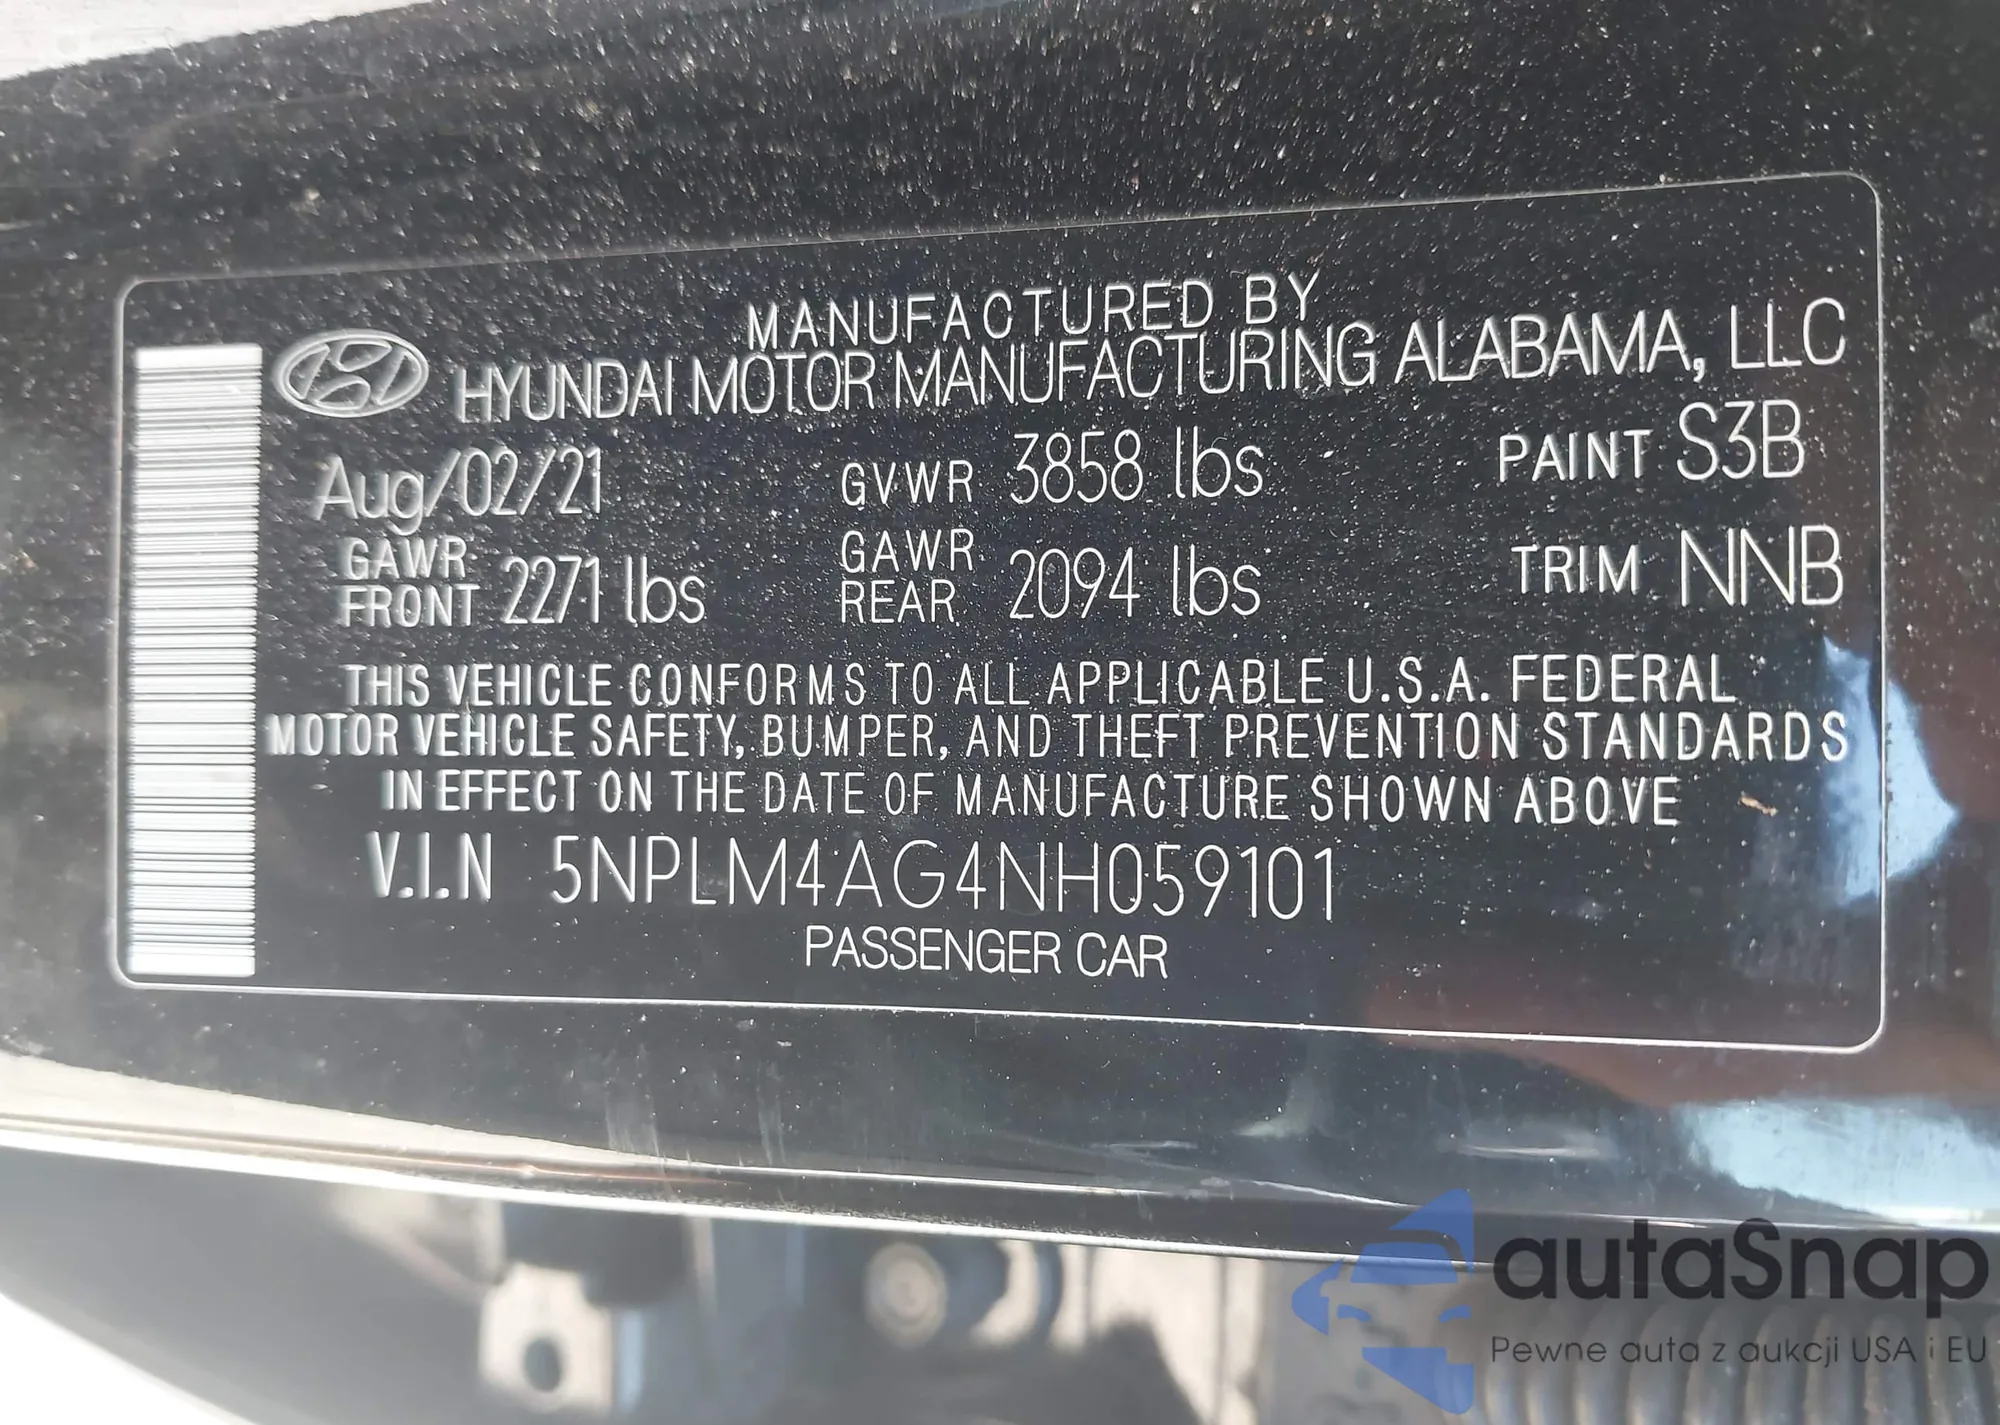 MANUFACTURED BY
HYUNDAI MOTOR MANUFACTURING ALABAMA, LLC
Aug/02/21 GVWR 3858 lbs PAINT S3B
GAWR FRONT 2271 lbs GAWR REAR 2094 lbs TRIM NNB
THIS VEHICLE CONFORMS TO ALL APPLICABLE U.S.A. FEDERAL
MOTOR VEHICLE SAFETY, BUMPER, AND THEFT PREVENTION STANDARDS
IN EFFECT ON THE DATE OF MANUFACTURE SHOWN ABOVE
V.I.N 5NPLM4AG4NH059101
PASSENGER CAR
autaSnap
Pewne auta z aukcji USA i EU